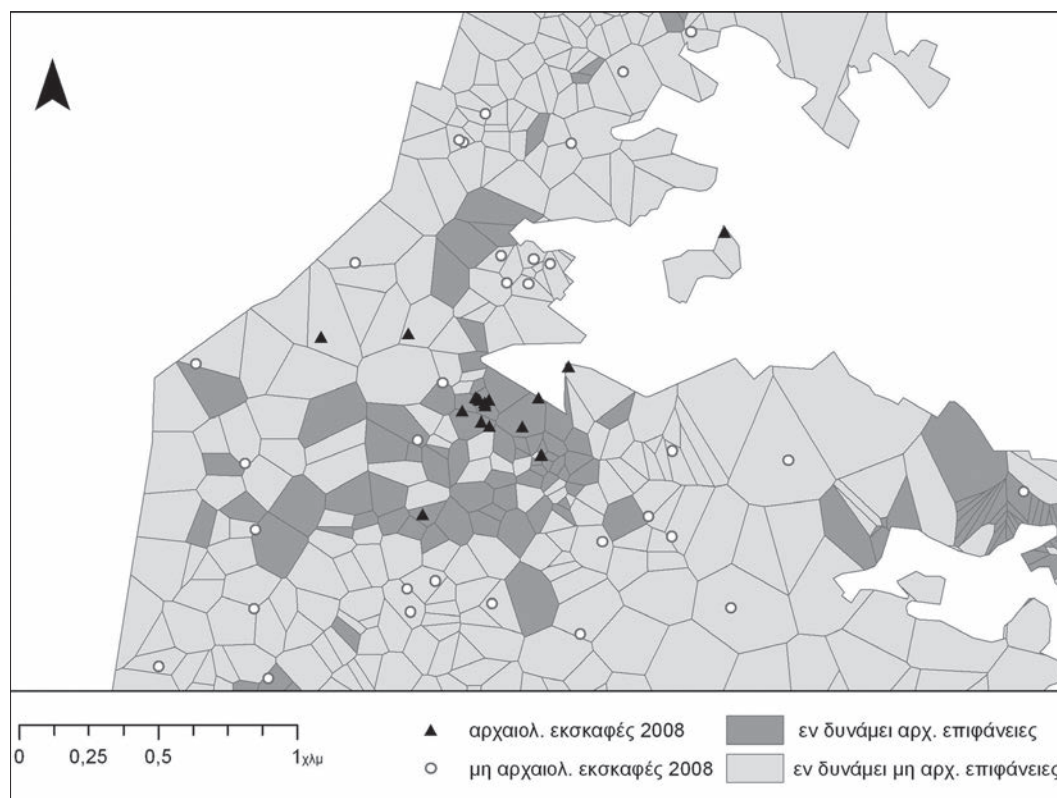 0 0,25 0,5 1χλμ
αρχαιολ. εκσκαφές 2008
μη αρχαιολ. εκσκαφές 2008
εν δυνάμει αρχ. επιφάνειες
εν δυνάμει μη αρχ. επιφάνειες